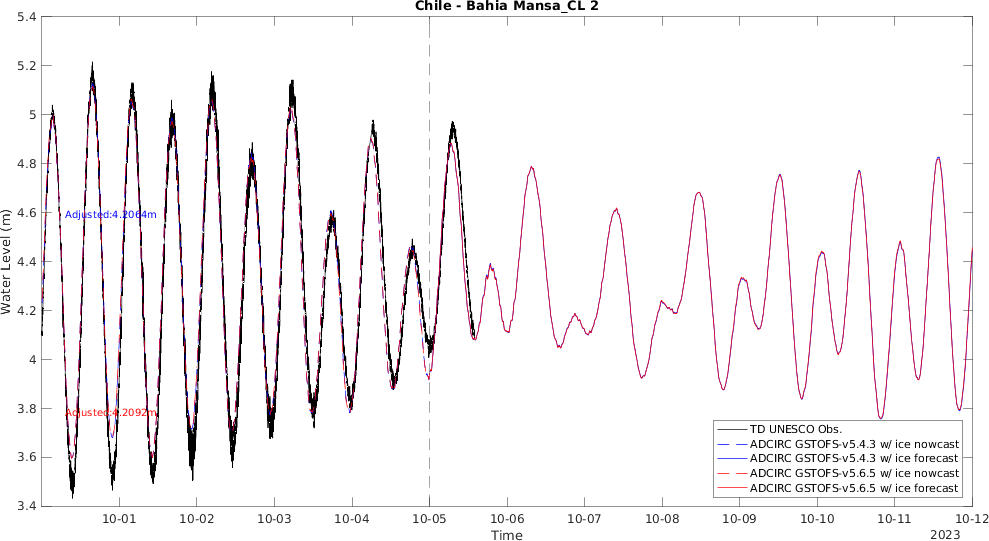 Chile - Bahia Mansa_CL 2
5.4
5.2
5
4.8
4.6
4.4
4.2
4
3.8
3.6
3.4
Water Level (m)
Adjusted:4.2064m
Adjusted:4.2092m
TD UNESCO Obs.
ADCIRC GSTOFS-v5.4.3 w/ ice nowcast
ADCIRC GSTOFS-v5.4.3 w/ ice forecast
ADCIRC GSTOFS-v5.6.5 w/ ice nowcast
ADCIRC GSTOFS-v5.6.5 w/ ice forecast
10-01 10-02 10-03 10-04 10-05 10-06 10-07 10-08 10-09 10-10 10-11 10-12
Time
2023